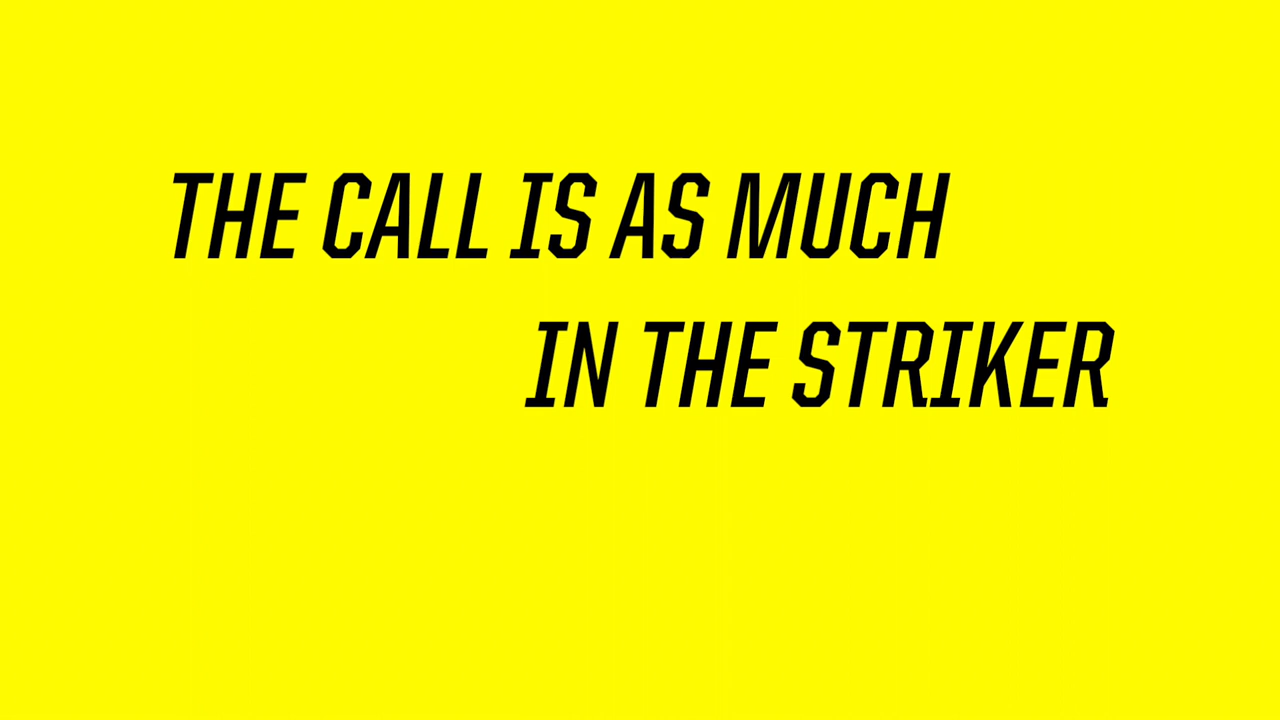 THE CALL IS AS MUCH
IN THE STRIKER